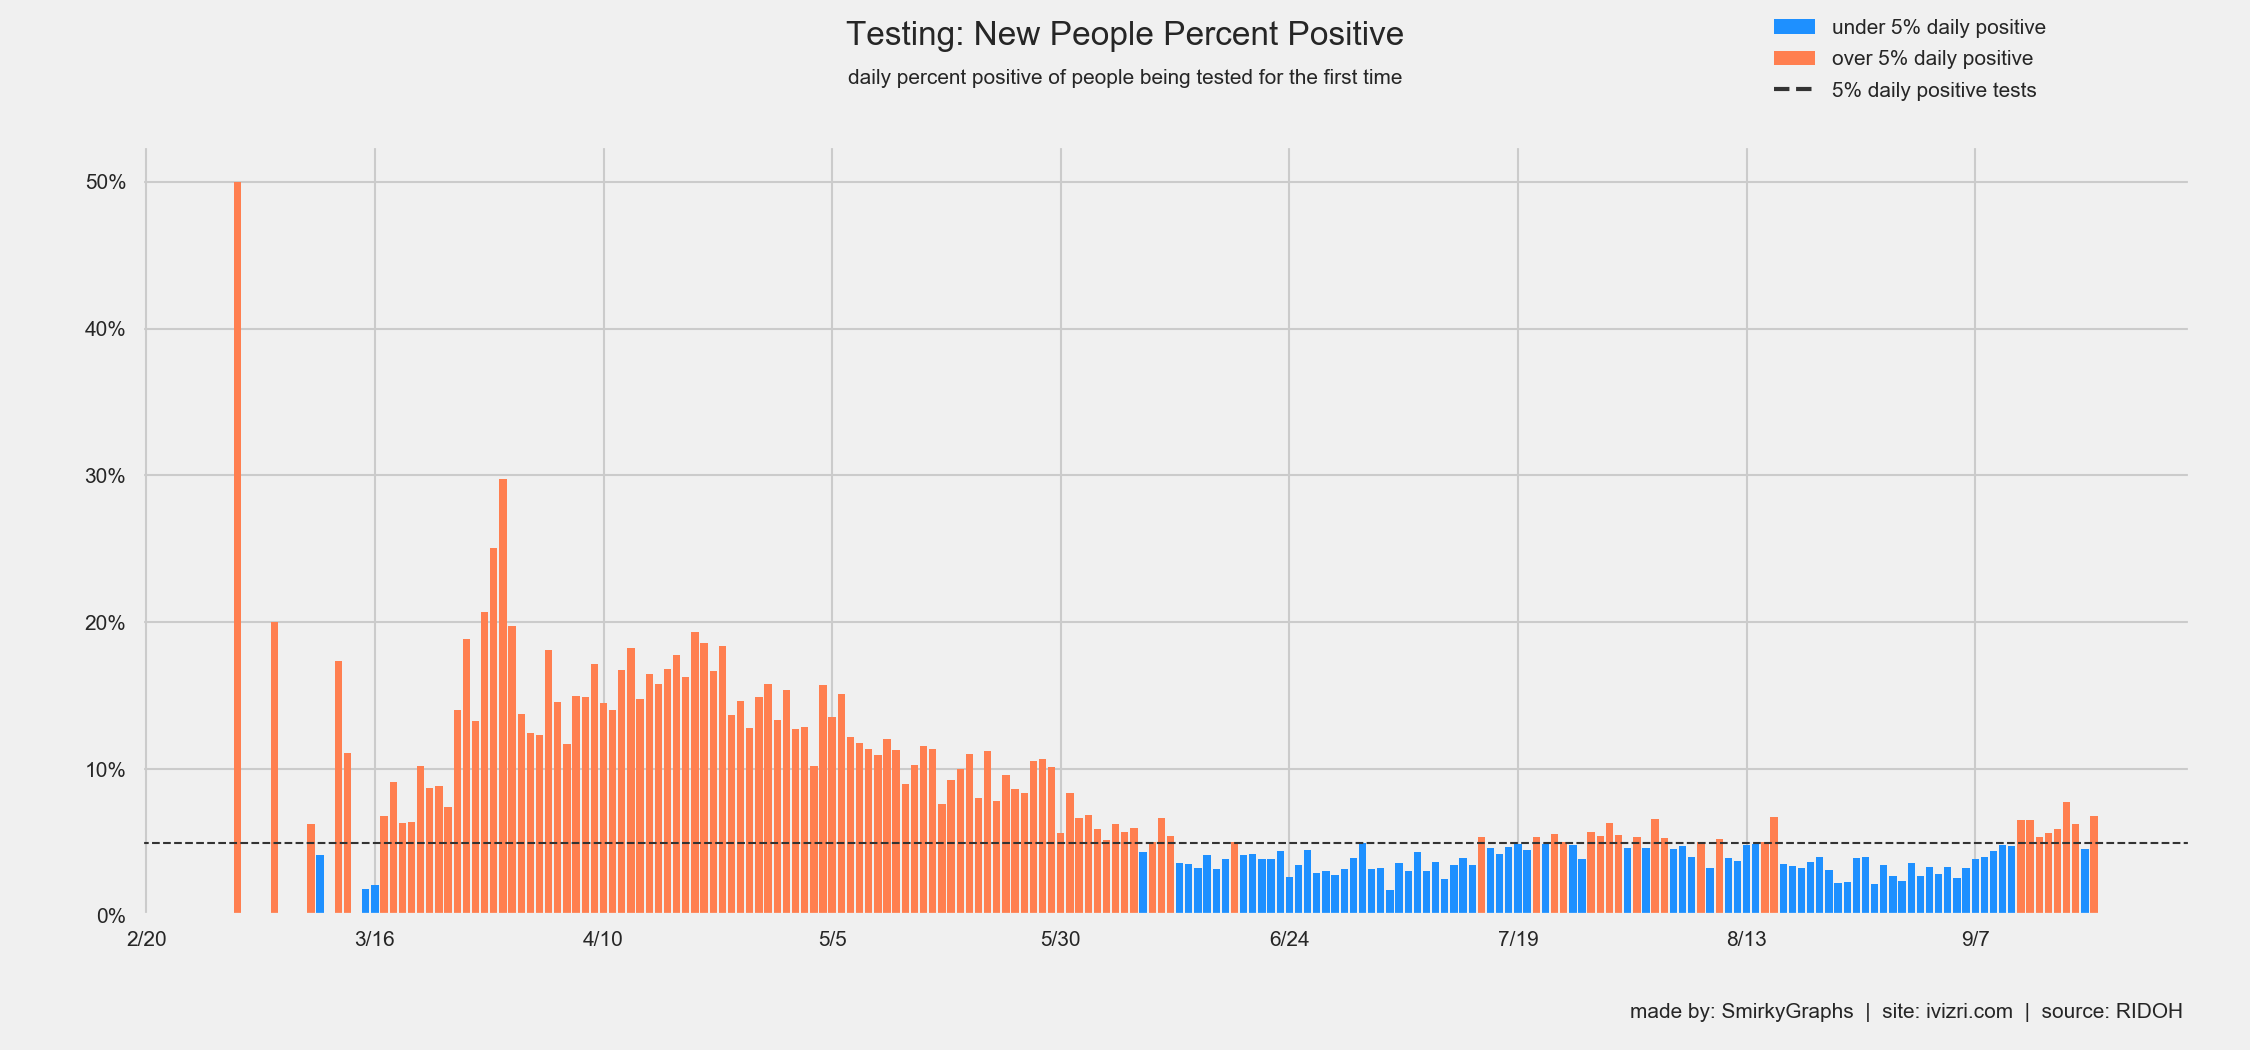 Testing: New People Percent Positive
daily percent positive of people being tested for the first time
under 5% daily positive
over 5% daily positive
5% daily positive tests
50%
40%
30%
20%
10%
0%
2/20 3/16 4/10 5/5 5/30 6/24 7/19 8/13 9/7
made by: SmirkyGraphs | site: ivizri.com | source: RIDOH